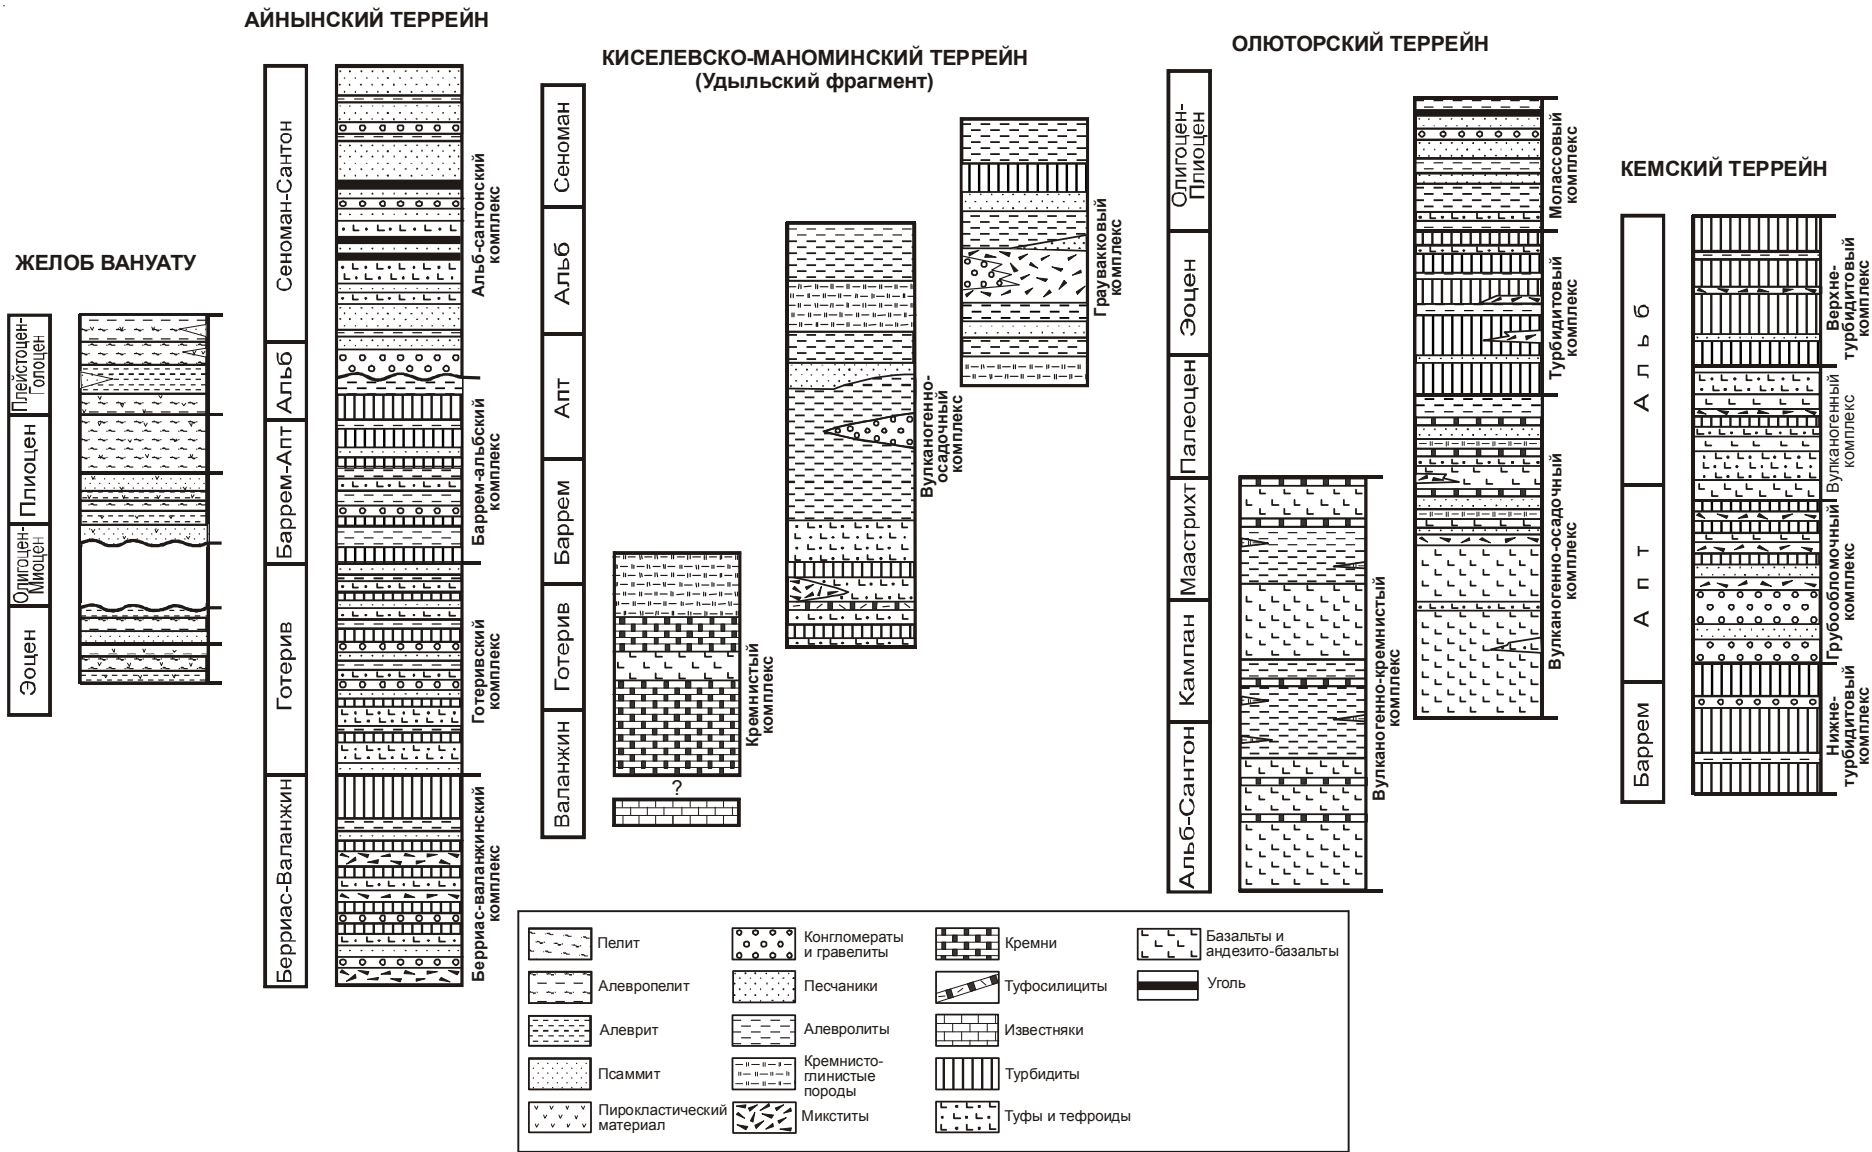 АЙНЫНСКИЙ ТЕРРЕЙН
Сеноман-Сантон
Альб
Баррем-Апт
Готерив
Берриас-Валанжин
Альб-сантонский
комплекс
Баррем-альбский
комплекс
Готеривский
комплекс
Берриас-валанжинский
комплекс
ЖЕЛОБ ВАНУАТУ
Плейстоцен-
Голоцен
Плиоцен
Олигоцен-
Миоцен
Эоцен
КИСЕЛЕВСКО-МАНОМИНСКИЙ ТЕРРЕЙН
(Удыльский фрагмент)
Сеноман
Альб
Апт
Баррем
Готерив
Валанжин
?
Кремнистый
комплекс
Вулканогенно-
осадочный
комплекс
Граувакковый
комплекс
ОЛЮТОРСКИЙ ТЕРРЕЙН
Олигоцен-
Плиоцен
Эоцен
Палеоцен
Маастрихт
Кампан
Альб-Сантон
Вулканогенно-кремнистый
комплекс
Молассовый
комплекс
Турбидитовый
комплекс
Вулканогенно-осадочный
комплекс
КЕМСКИЙ ТЕРРЕЙН
Альб
Апт
Баррем
Верхне-
турбидитовый
комплекс
Вулканогенный
комплекс
Грубообломочный
комплекс
Нижне-
турбидитовый
комплекс
Пелит
Алевропелит
Алеврит
Псаммит
Пирокластический
материал
Конгломераты
и гравелиты
Песчаники
Алевролиты
Кремнисто-
глинистые
породы
Микститы
Кремни
Туфосилициты
Известняки
Турбидиты
Туфы и тефроиды
Базальты и
андезито-базальты
Уголь